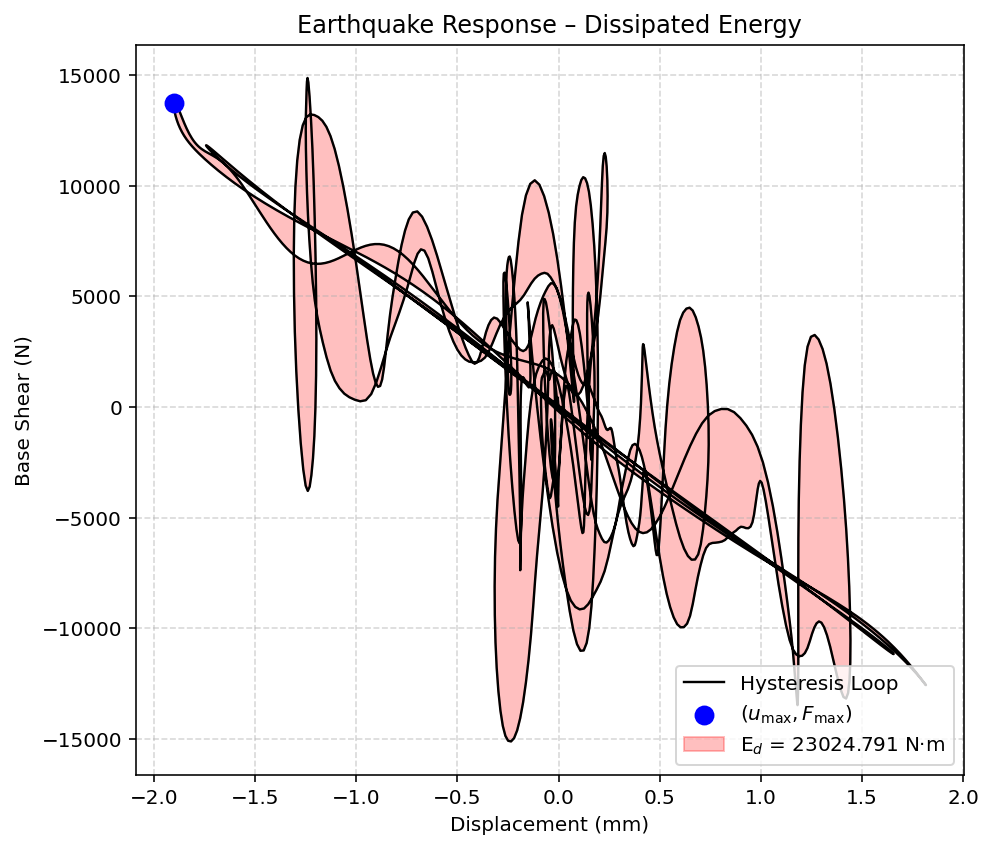 Earthquake Response – Dissipated Energy
Base Shear (N)
15000
10000
5000
0
−5000
−10000
−15000
−2.0 −1.5 −1.0 −0.5 0.0 0.5 1.0 1.5 2.0
Displacement (mm)
Hysteresis Loop
(u_max, F_max)
E_d = 23024.791 N·m